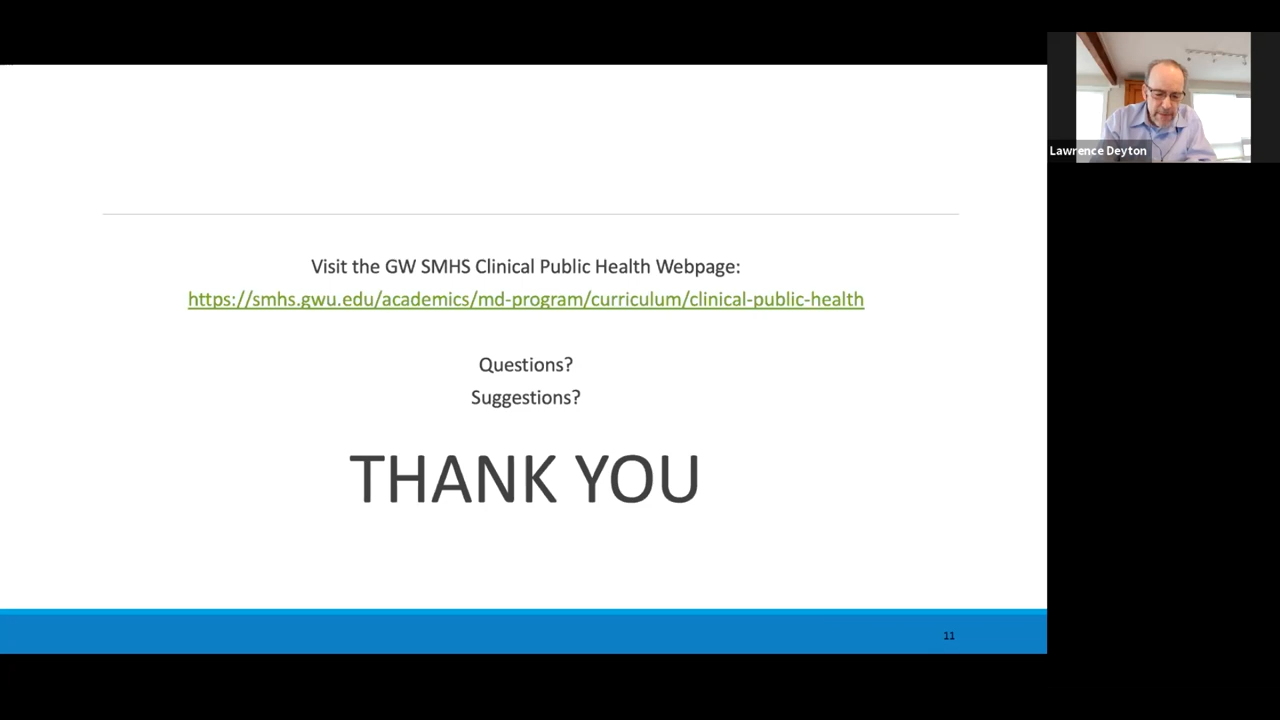 Visit the GW SMHS Clinical Public Health Webpage:
https://smhs.gwu.edu/academics/md-program/curriculum/clinical-public-health
Questions?
Suggestions?
THANK YOU
11
Lawrence Deyton